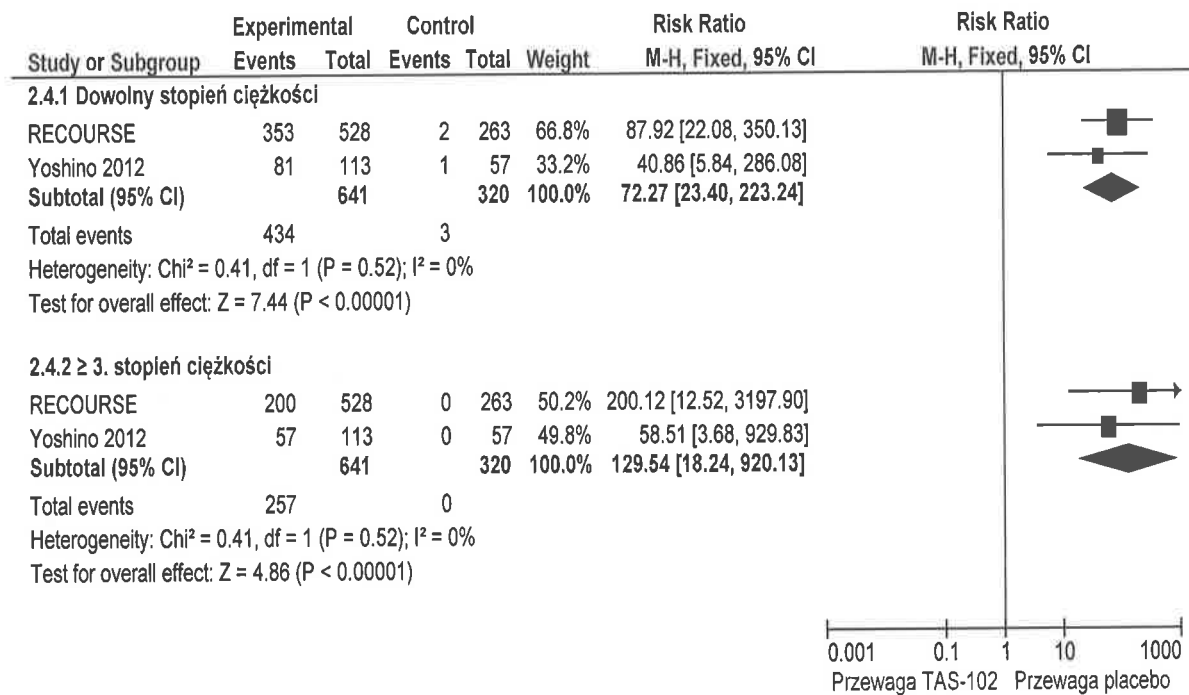 Experimental Control Risk Ratio Risk Ratio
Study or Subgroup Events Total Events Total Weight M-H, Fixed, 95% CI M-H, Fixed, 95% CI
2.4.1 Dowolny stopień ciężkości
RECOURSE 353 528 2 263 66.8% 87.92 [22.08, 350.13]
Yoshino 2012 81 113 1 57 33.2% 40.86 [5.84, 286.08]
Subtotal (95% CI) 641 320 100.0% 72.27 [23.40, 223.24]
Total events 434 3
Heterogeneity: Chi² = 0.41, df = 1 (P = 0.52); I² = 0%
Test for overall effect: Z = 7.44 (P < 0.00001)
2.4.2 ≥ 3. stopień ciężkości
RECOURSE 200 528 0 263 50.2% 200.12 [12.52, 3197.90]
Yoshino 2012 57 113 0 57 49.8% 58.51 [3.68, 929.83]
Subtotal (95% CI) 641 320 100.0% 129.54 [18.24, 920.13]
Total events 257 0
Heterogeneity: Chi² = 0.41, df = 1 (P = 0.52); I² = 0%
Test for overall effect: Z = 4.86 (P < 0.00001)
0.001 0.1 1 10 1000
Przewaga TAS-102 Przewaga placebo